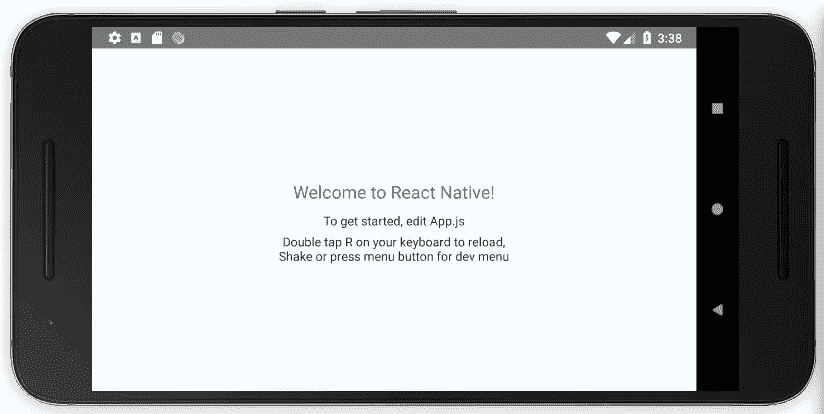 3:38
Welcome to React Native!
To get started, edit App.js
Double tap R on your keyboard to reload,
Shake or press menu button for dev menu